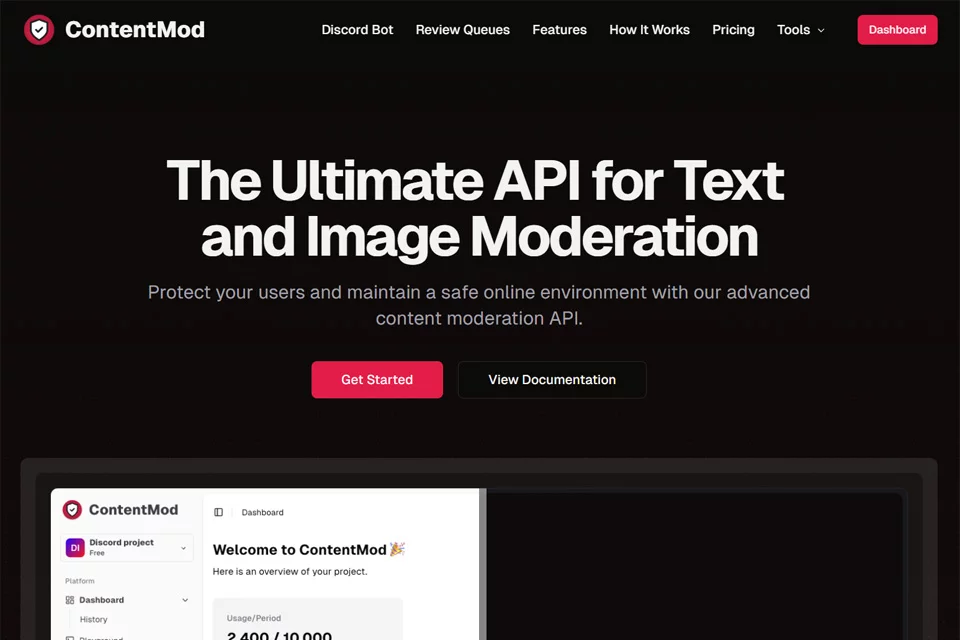 ContentMod
Discord Bot
Review Queues
Features
How It Works
Pricing
Tools
Dashboard
The Ultimate API for Text
and Image Moderation
Protect your users and maintain a safe online environment with our advanced
content moderation API.
Get Started
View Documentation
ContentMod
DI
Discord project
Free
Platform
Dashboard
History
Playground
Dashboard
Welcome to ContentMod 🎉
Here is an overview of your project.
Usage/Period
2,400 / 10,000